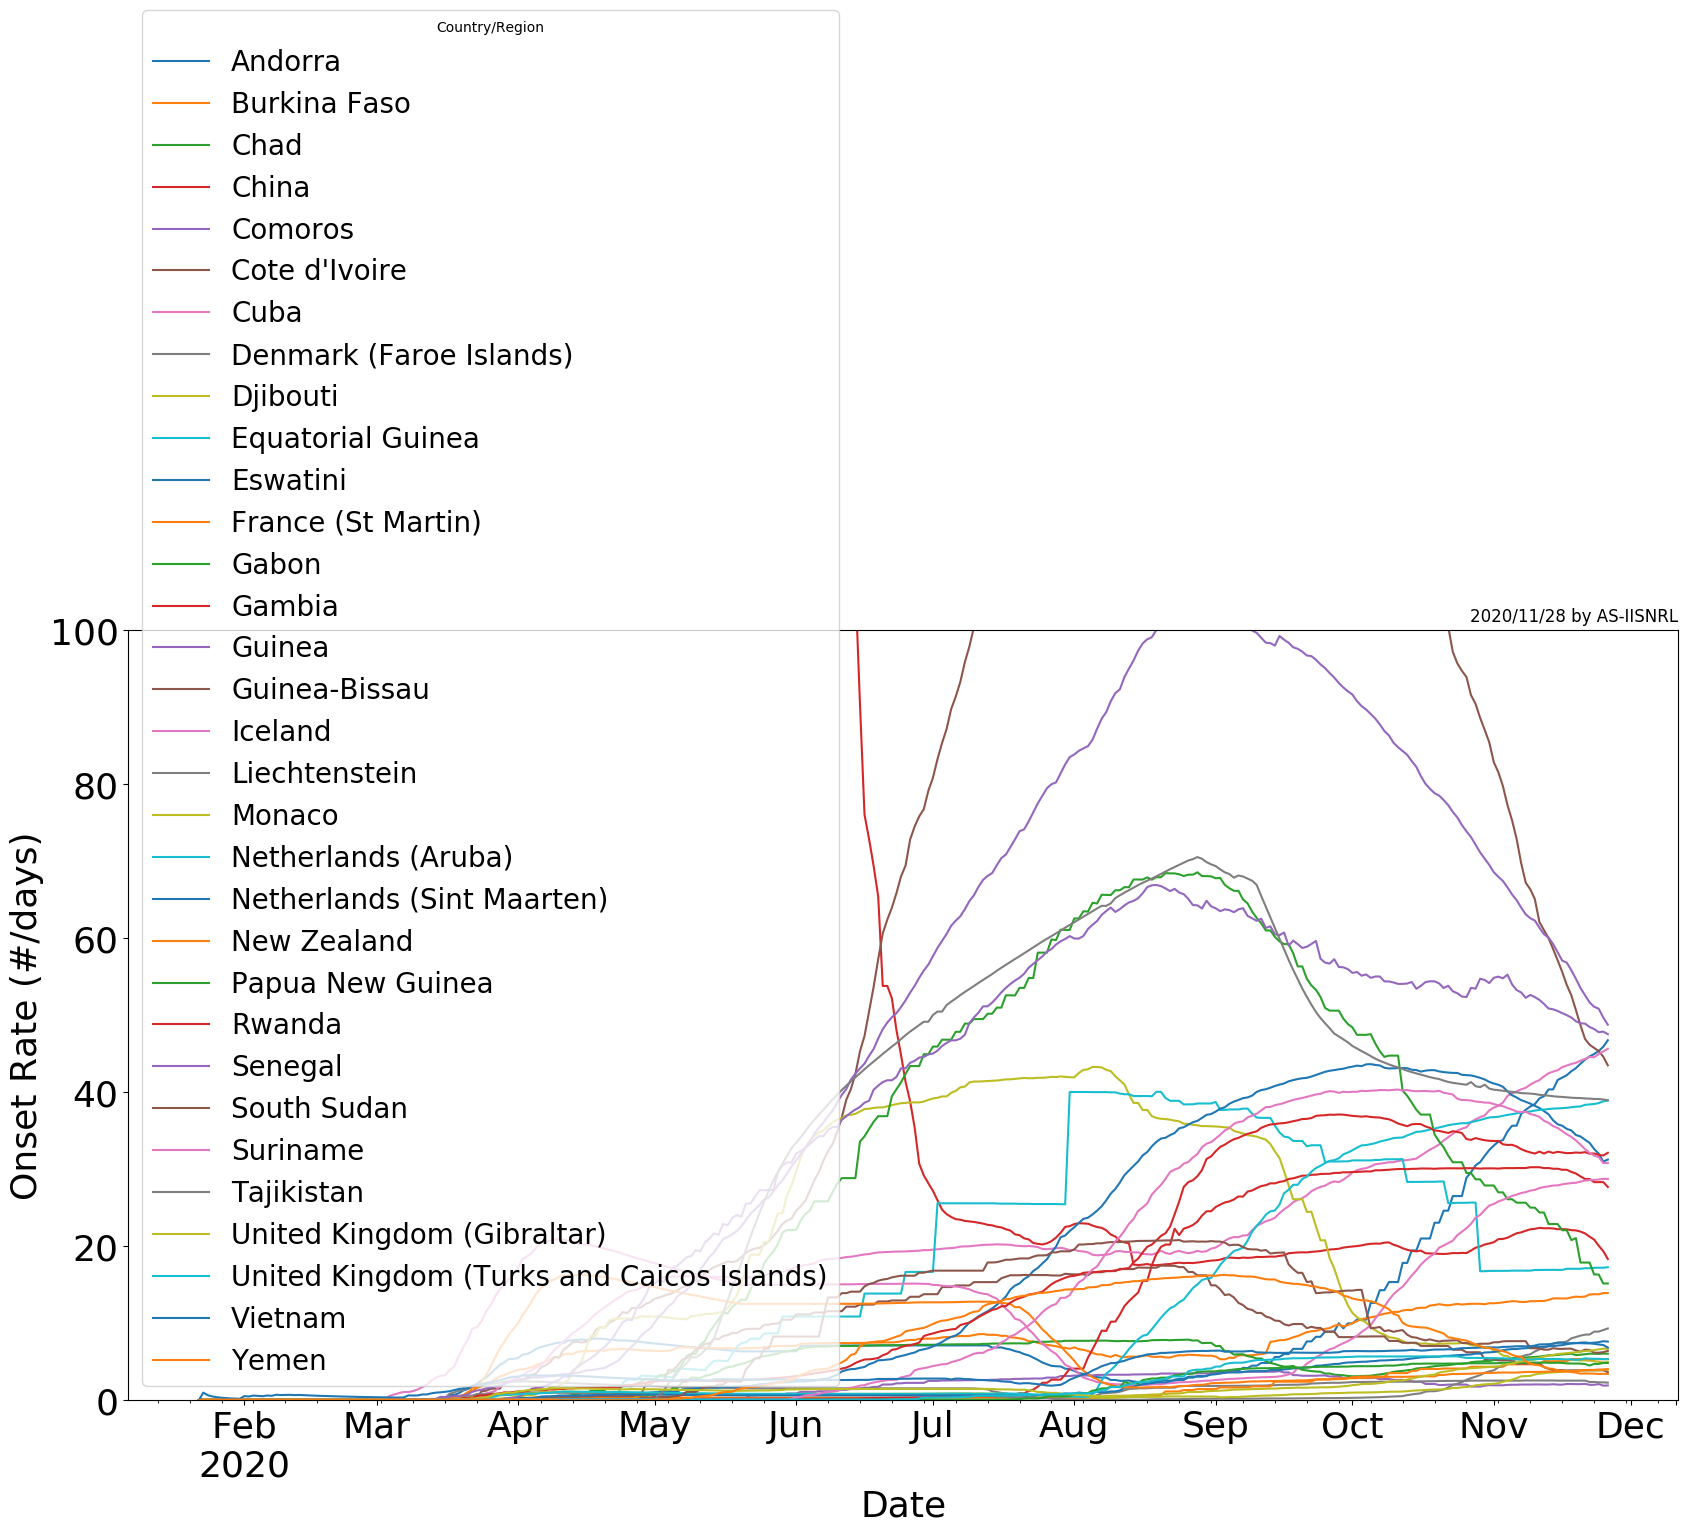 Country/Region
Andorra
Burkina Faso
Chad
China
Comoros
Cote d'Ivoire
Cuba
Denmark (Faroe Islands)
Djibouti
Equatorial Guinea
Eswatini
France (St Martin)
Gabon
Gambia
Guinea
Guinea-Bissau
Iceland
Liechtenstein
Monaco
Netherlands (Aruba)
Netherlands (Sint Maarten)
New Zealand
Papua New Guinea
Rwanda
Senegal
South Sudan
Suriname
Tajikistan
United Kingdom (Gibraltar)
United Kingdom (Turks and Caicos Islands)
Vietnam
Yemen
2020/11/28 by AS-IISNRL
100
80
60
40
20
0
Onset Rate (#/days)
Feb Mar Apr May Jun Jul Aug Sep Oct Nov Dec
2020
Date